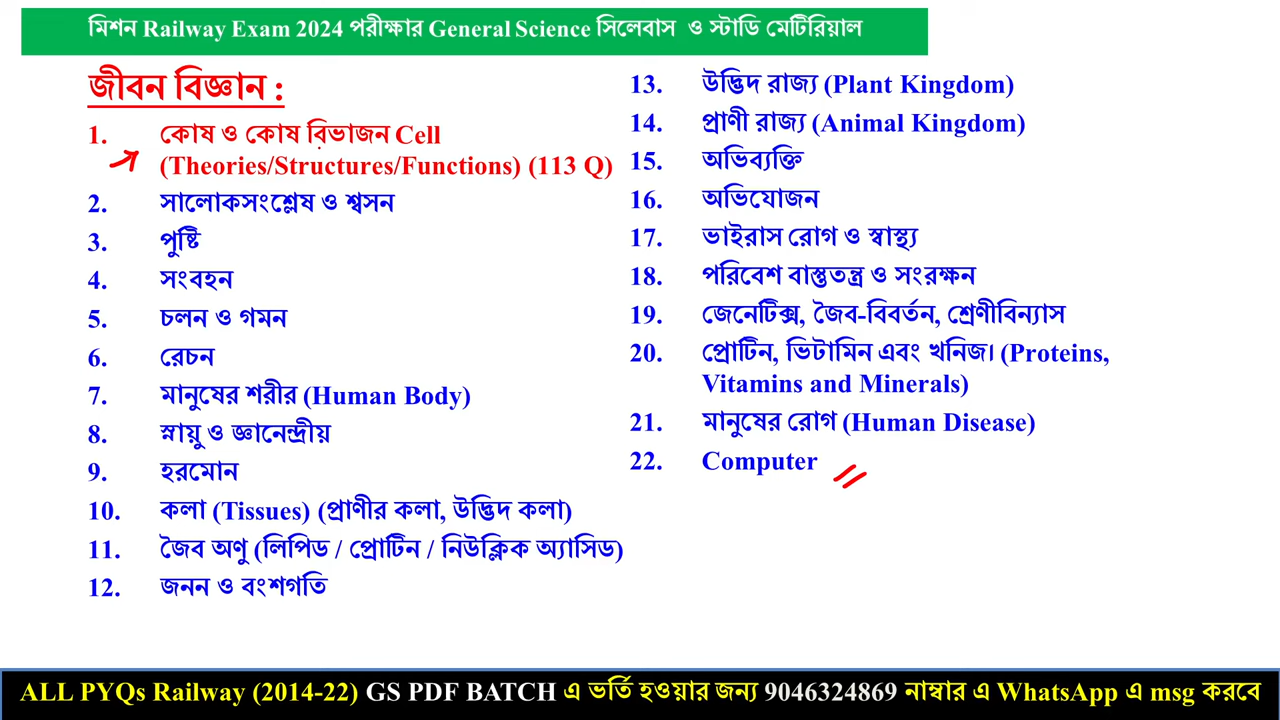 মিশন Railway Exam 2024 পরীক্ষার General Science সিলেবাস ও স্টাডি মেটিরিয়াল
জীবন বিজ্ঞান :
1. কোষ ও কোষ বিভাজন Cell
(Theories/Structures/Functions) (113 Q)
2. সালোকসংশ্লেষ ও শ্বসন
3. পুষ্টি
4. সংবহন
5. চলন ও গমন
6. রেচন
7. মানুষের শরীর (Human Body)
8. স্নায়ু ও জ্ঞানেন্দ্রীয়
9. হরমোন
10. কলা (Tissues) (প্রাণীর কলা, উদ্ভিদ কলা)
11. জৈব অণু (লিপিড / প্রোটিন / নিউক্লিক অ্যাসিড)
12. জনন ও বংশগতি
13. উদ্ভিদ রাজ্য (Plant Kingdom)
14. প্রাণী রাজ্য (Animal Kingdom)
15. অভিব্যক্তি
16. অভিযোজন
17. ভাইরাস রোগ ও স্বাস্থ্য
18. পরিবেশ বাস্তুতন্ত্র ও সংরক্ষন
19. জেনেটিক্স, জৈব-বিবর্তন, শ্রেণীবিন্যাস
20. প্রোটিন, ভিটামিন এবং খনিজ। (Proteins,
Vitamins and Minerals)
21. মানুষের রোগ (Human Disease)
22. Computer
ALL PYQs Railway (2014-22) GS PDF BATCH এ ভর্তি হওয়ার জন্য 9046324869 নাম্বার এ WhatsApp এ msg করবে